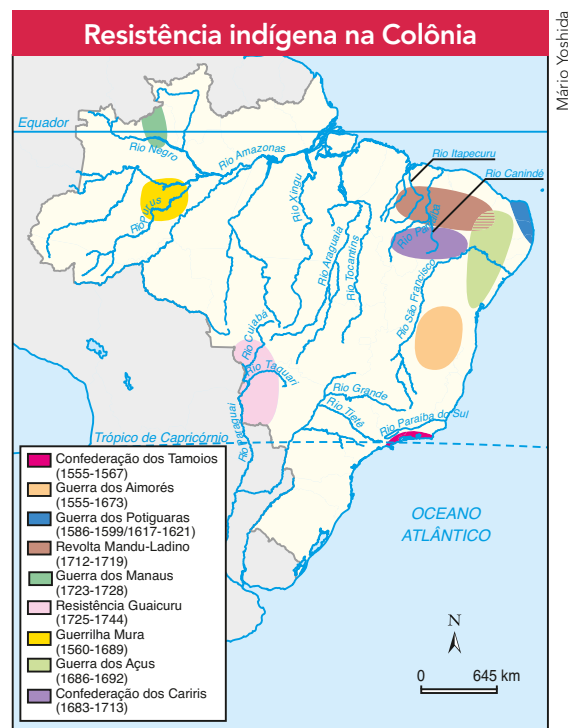 Resistência indígena na Colônia
Mário Yoshida
Equador
Rio Negro
Rio Amazonas
Rio Itapecuru
Rio Canindé
Rio Purus
Rio Xingu
Rio Araguaia
Rio Tocantins
Rio Paraíba
Rio São Francisco
Rio Cuiabá
Rio Taquari
Rio Grande
Rio Tietê
Rio Paraíba do Sul
Rio Paraguai
Trópico de Capricórnio
OCEANO
ATLÂNTICO
Confederação dos Tamoios
(1555-1567)
Guerra dos Aimorés
(1555-1673)
Guerra dos Potiguaras
(1586-1599/1617-1621)
Revolta Mandu-Ladino
(1712-1719)
Guerra dos Manaus
(1723-1728)
Resistência Guaicuru
(1725-1744)
Guerrilha Mura
(1560-1689)
Guerra dos Açus
(1686-1692)
Confederação dos Cariris
(1683-1713)
N
0 645 km